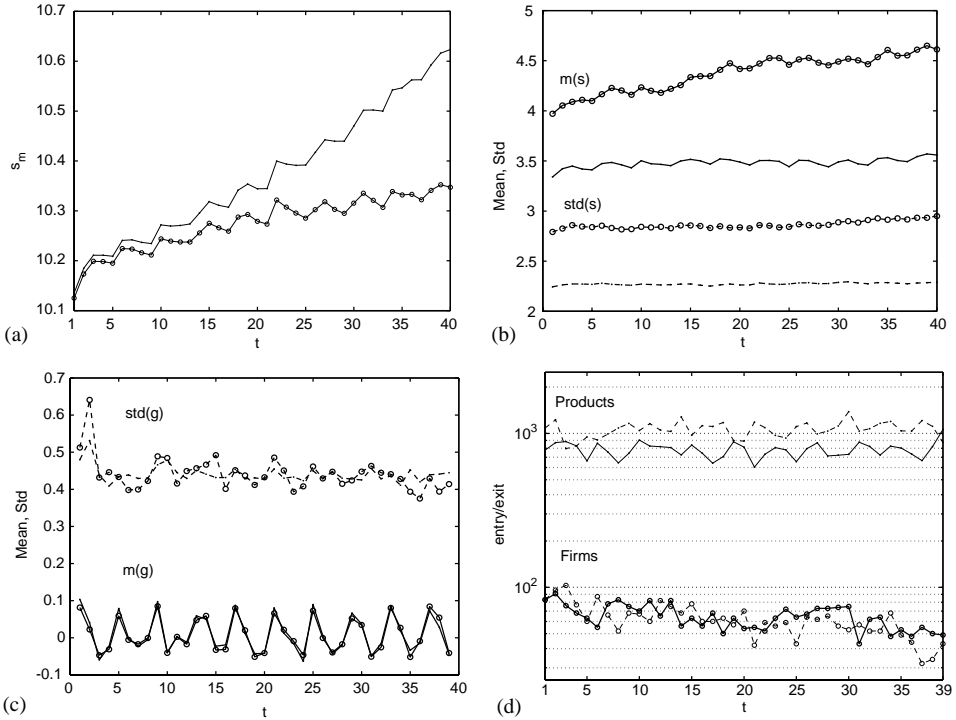 10.7
10.6
10.5
10.4
10.3
10.2
10.1
s_m
1 5 10 15 20 25 30 35 40
t
(a)
5
4.5
4
3.5
3
2.5
2
Mean, Std
m(s)
std(s)
0 5 10 15 20 25 30 35 40
t
(b)
0.7
0.6
0.5
0.4
0.3
0.2
0.1
0
-0.1
Mean, Std
std(g)
m(g)
0 5 10 15 20 25 30 35 40
t
(c)
Products
10^3
entry/exit
Firms
10^2
1 5 10 15 20 25 30 35 39
t
(d)